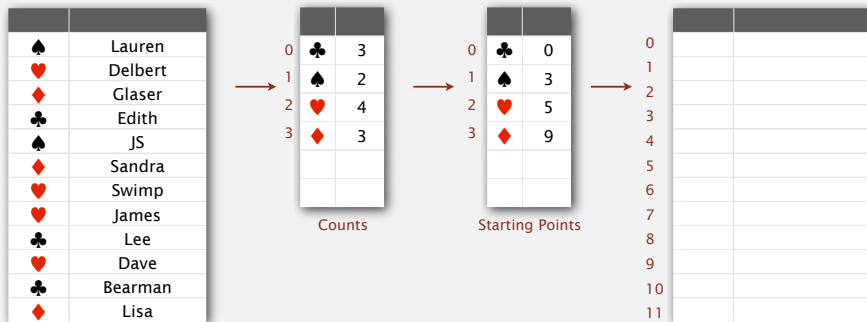 ♠ Lauren
♥ Delbert
♦ Glaser
♣ Edith
♠ JS
♦ Sandra
♥ Swimp
♥ James
♣ Lee
♥ Dave
♣ Bearman
♦ Lisa
0 ♣ 3
1 ♠ 2
2 ♥ 4
3 ♦ 3
Counts
0 ♣ 0
1 ♠ 3
2 ♥ 5
3 ♦ 9
Starting Points
0
1
2
3
4
5
6
7
8
9
10
11